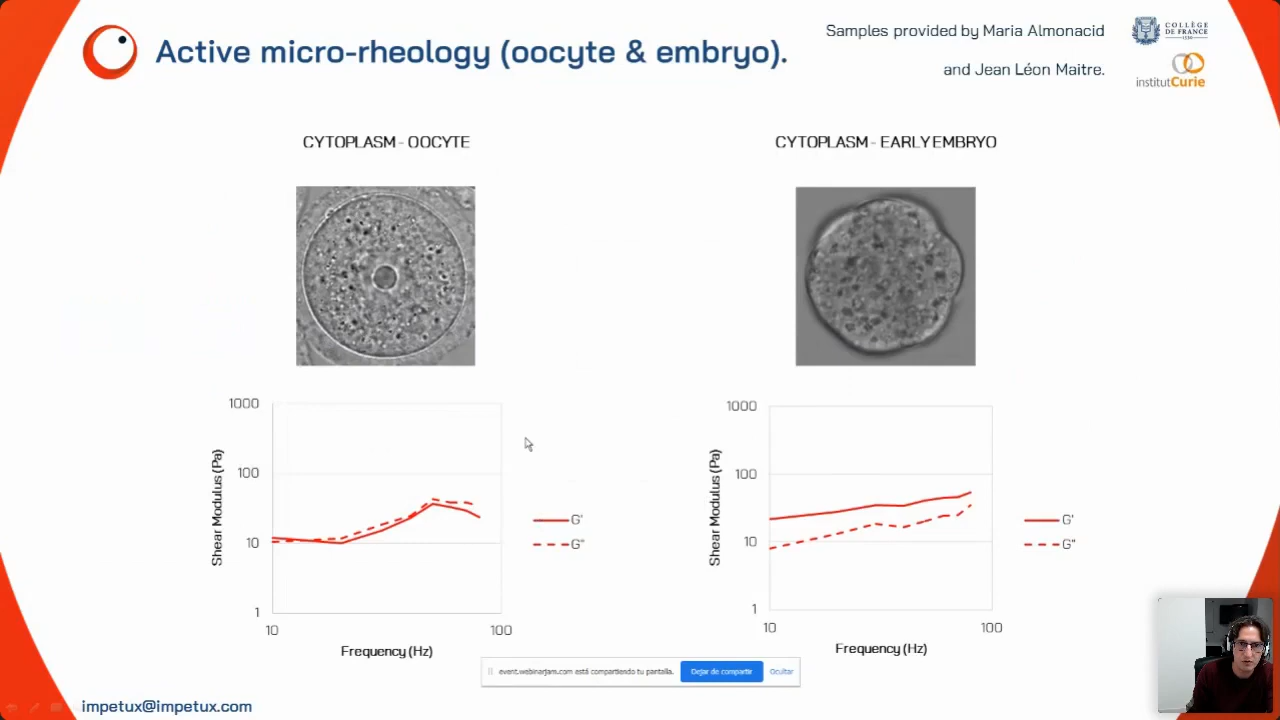 Active micro-rheology (oocyte & embryo).
Samples provided by Maria Almonacid
and Jean Léon Maitre.
COLLÈGE
DE FRANCE
1530
institutCurie
CYTOPLASM - OOCYTE
CYTOPLASM - EARLY EMBRYO
1000
100
10
1
Shear Modulus (Pa)
10
100
Frequency (Hz)
G'
G"
1000
100
10
1
Shear Modulus (Pa)
10
100
Frequency (Hz)
G'
G"
event.webinarjam.com está compartiendo tu pantalla.
Dejar de compartir
Ocultar
impetux@impetux.com